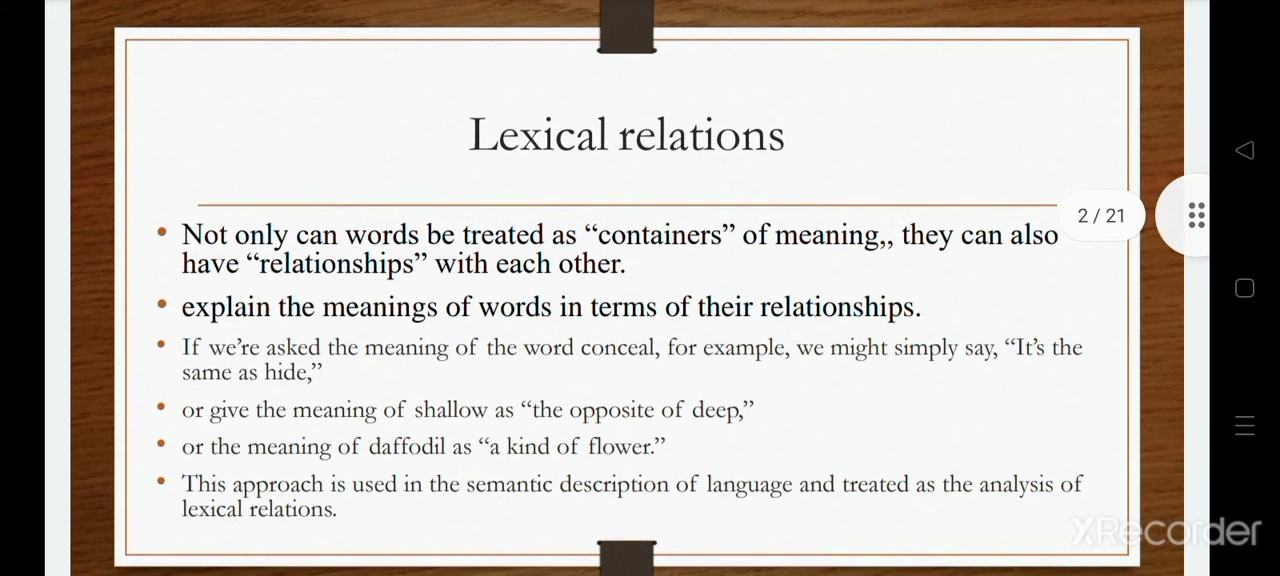 Lexical relations
2 / 21
• Not only can words be treated as “containers” of meaning,, they can also
have “relationships” with each other.
• explain the meanings of words in terms of their relationships.
• If we’re asked the meaning of the word conceal, for example, we might simply say, “It’s the
same as hide,”
• or give the meaning of shallow as “the opposite of deep,”
• or the meaning of daffodil as “a kind of flower.”
• This approach is used in the semantic description of language and treated as the analysis of
lexical relations.
XRecorder